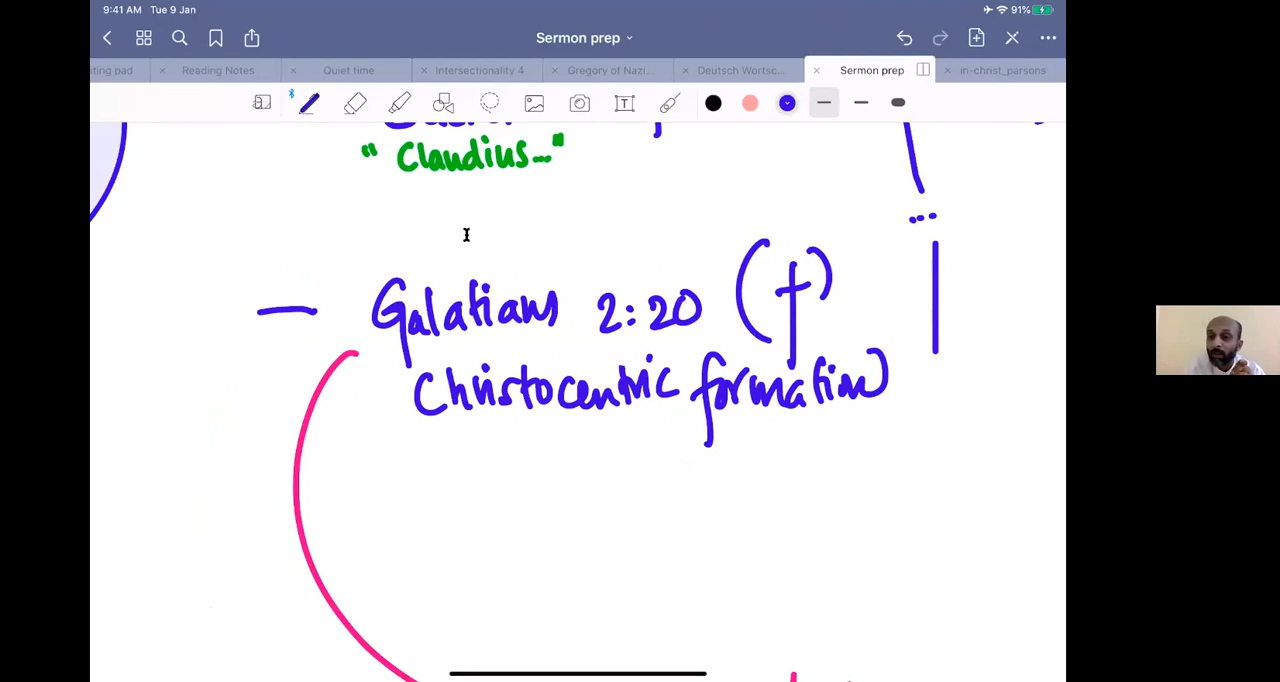 9:41 AM Tue 9 Jan 91%
Sermon prep
iting pad Reading Notes Quiet time Intersectionality 4 Gregory of Nazi... Deutsch Wortsc... Sermon prep in-christ_parsons
T
" Claudius..."
...
— Galatians 2:20 (†)
Christocentric formation